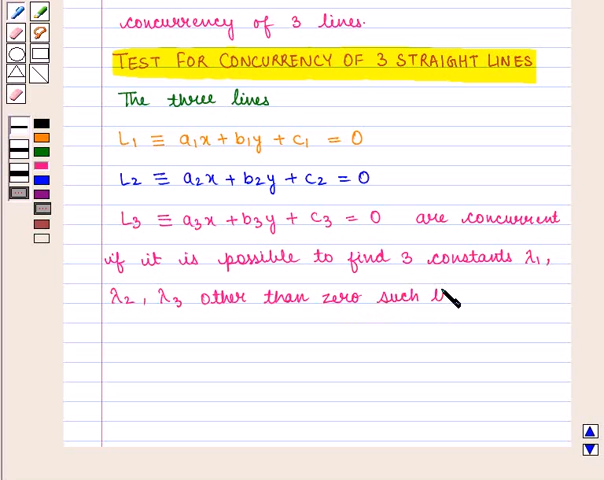 concurrency of 3 lines.
TEST FOR CONCURRENCY OF 3 STRAIGHT LINES
The three lines
L₁ ≡ a₁x + b₁y + c₁ = 0
L₂ ≡ a₂x + b₂y + c₂ = 0
L₃ ≡ a₃x + b₃y + c₃ = 0 are concurrent
if it is possible to find 3 constants λ₁,
λ₂, λ₃ other than zero such